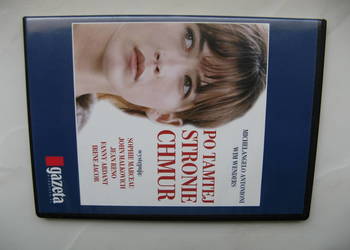 MICHELANGELO ANTONIONI
WIM WENDERS
PO TAMTEJ
STRONIE
CHMUR
występują:
SOPHIE MARCEAU
JOHN MALKOVICH
JEAN RENO
FANNY ARDANT
IRENE JACOB
gazeta